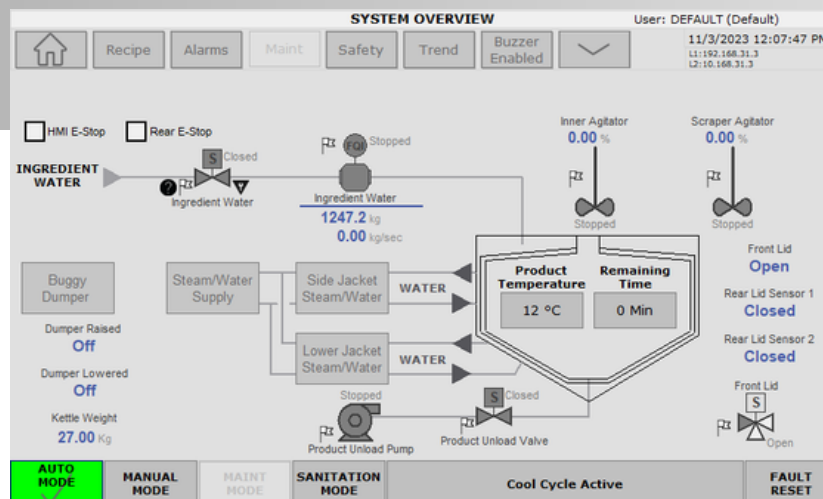 SYSTEM OVERVIEW
User: DEFAULT (Default)
Recipe
Alarms
Maint
Safety
Trend
Buzzer
Enabled
11/3/2023 12:07:47 PM
L1:192.168.31.3
L2:10.168.31.3
HMI E-Stop
Rear E-Stop
INGREDIENT
WATER
S
Closed
?
Ingredient Water
FQI
Stopped
Ingredient Water
1247.2 kg
0.00 kg/sec
Inner Agitator
0.00 %
Stopped
Scraper Agitator
0.00 %
Stopped
Buggy
Dumper
Steam/Water
Supply
Side Jacket
Steam/Water
WATER
Lower Jacket
Steam/Water
WATER
Product
Temperature
12 °C
Remaining
Time
0 Min
Front Lid
Open
Rear Lid Sensor 1
Closed
Rear Lid Sensor 2
Closed
Dumper Raised
Off
Dumper Lowered
Off
Kettle Weight
27.00 Kg
Stopped
Product Unload Pump
S
Closed
Product Unload Valve
Front Lid
S
Open
AUTO
MODE
MANUAL
MODE
MAINT
MODE
SANITATION
MODE
Cool Cycle Active
FAULT
RESET